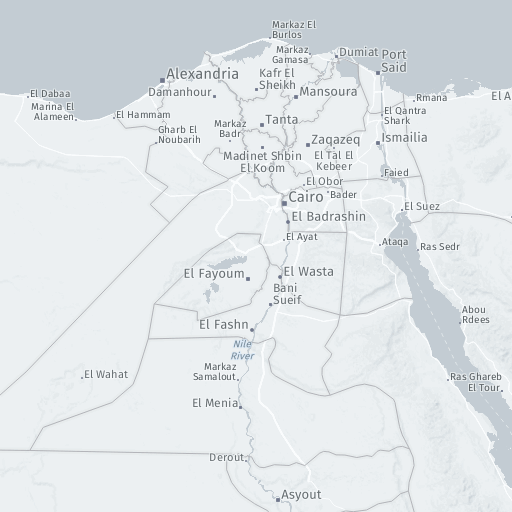 Markaz El
Burlos
Markaz
Gamasa
Dumiat
Port
Said
Alexandria
Kafr El
Sheikh
El Dabaa
Damanhour
Mansoura
Rmana
El A
Marina El
Alameen
El Hammam
El Qantra
Shark
Gharb El
Noubarih
Markaz
Badr
Tanta
Zaqazeq
Ismailia
Madinet Shbin
El Koom
El Tal El
Kebeer
Faied
El Obor
Bader
Cairo
El Suez
El Badrashin
El Ayat
Ataqa
Ras Sedr
El Fayoum
El Wasta
Bani
Sueif
Abou
Rdees
El Fashn
Nile
River
El Wahat
Markaz
Samalout
Ras Ghareb
El Tour
El Menia
Derout
Asyout